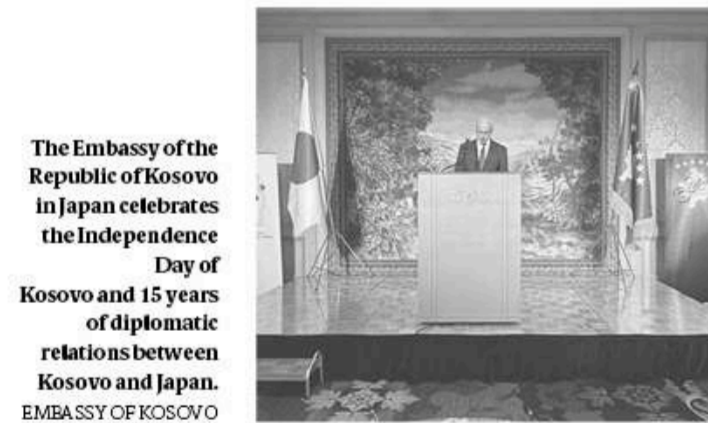 The Embassy of the
Republic of Kosovo
in Japan celebrates
the Independence
Day of
Kosovo and 15 years
of diplomatic
relations between
Kosovo and Japan.
EMBASSY OF KOSOVO